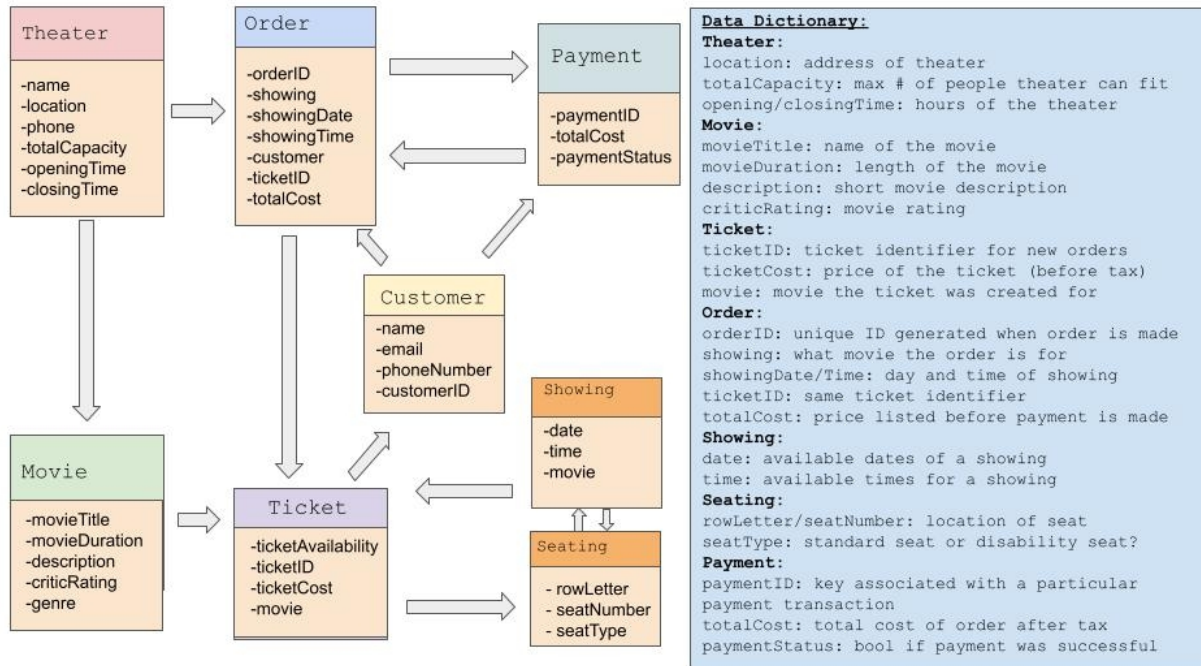 Theater
-name
-location
-phone
-totalCapacity
-openingTime
-closingTime
Order
-orderID
-showing
-showingDate
-showingTime
-customer
-ticketID
-totalCost
Payment
-paymentID
-totalCost
-paymentStatus
Customer
-name
-email
-phoneNumber
-customerID
Showing
-date
-time
-movie
Movie
-movieTitle
-movieDuration
-description
-criticRating
-genre
Ticket
-ticketAvailability
-ticketID
-ticketCost
-movie
Seating
- rowLetter
- seatNumber
- seatType
Data Dictionary:
Theater:
location: address of theater
totalCapacity: max # of people theater can fit
opening/closingTime: hours of the theater
Movie:
movieTitle: name of the movie
movieDuration: length of the movie
description: short movie description
criticRating: movie rating
Ticket:
ticketID: ticket identifier for new orders
ticketCost: price of the ticket (before tax)
movie: movie the ticket was created for
Order:
orderID: unique ID generated when order is made
showing: what movie the order is for
showingDate/Time: day and time of showing
ticketID: same ticket identifier
totalCost: price listed before payment is made
Showing:
date: available dates of a showing
time: available times for a showing
Seating:
rowLetter/seatNumber: location of seat
seatType: standard seat or disability seat?
Payment:
paymentID: key associated with a particular
payment transaction
totalCost: total cost of order after tax
paymentStatus: bool if payment was successful